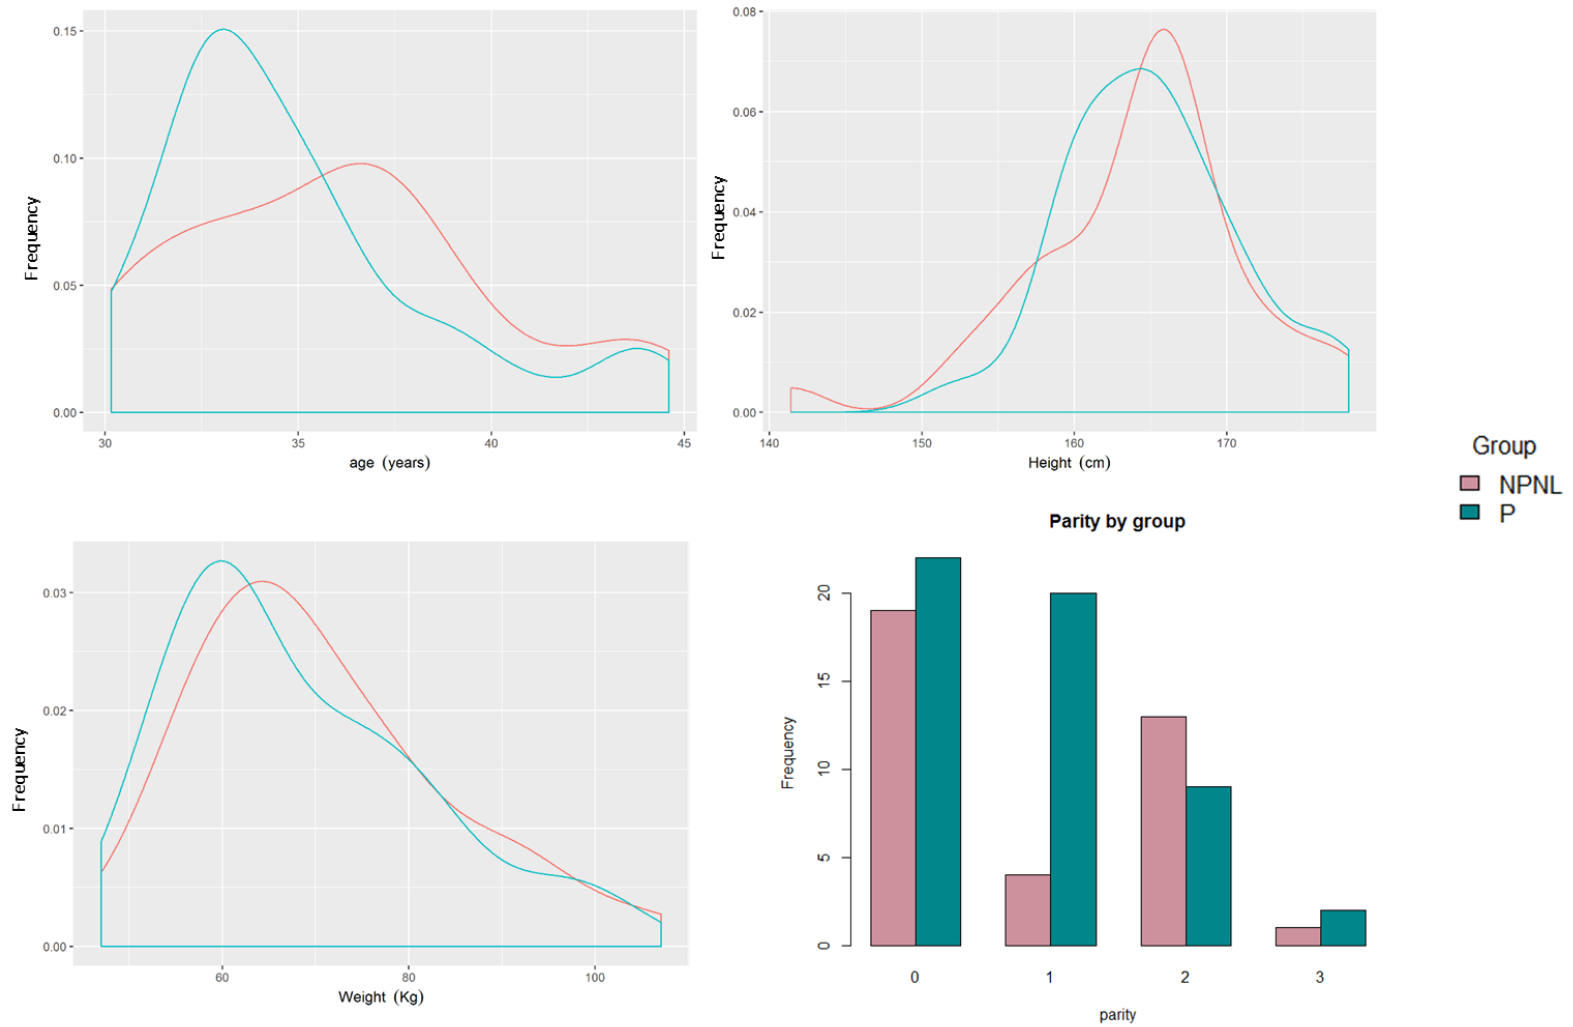 0.15
0.10
0.05
0.00
Frequency
30
35
40
45
age (years)
0.08
0.06
0.04
0.02
0.00
Frequency
140
150
160
170
Height (cm)
Group
NPNL
P
0.03
0.02
0.01
0.00
Frequency
60
80
100
Weight (Kg)
Parity by group
20
15
10
5
0
Frequency
0
1
2
3
parity